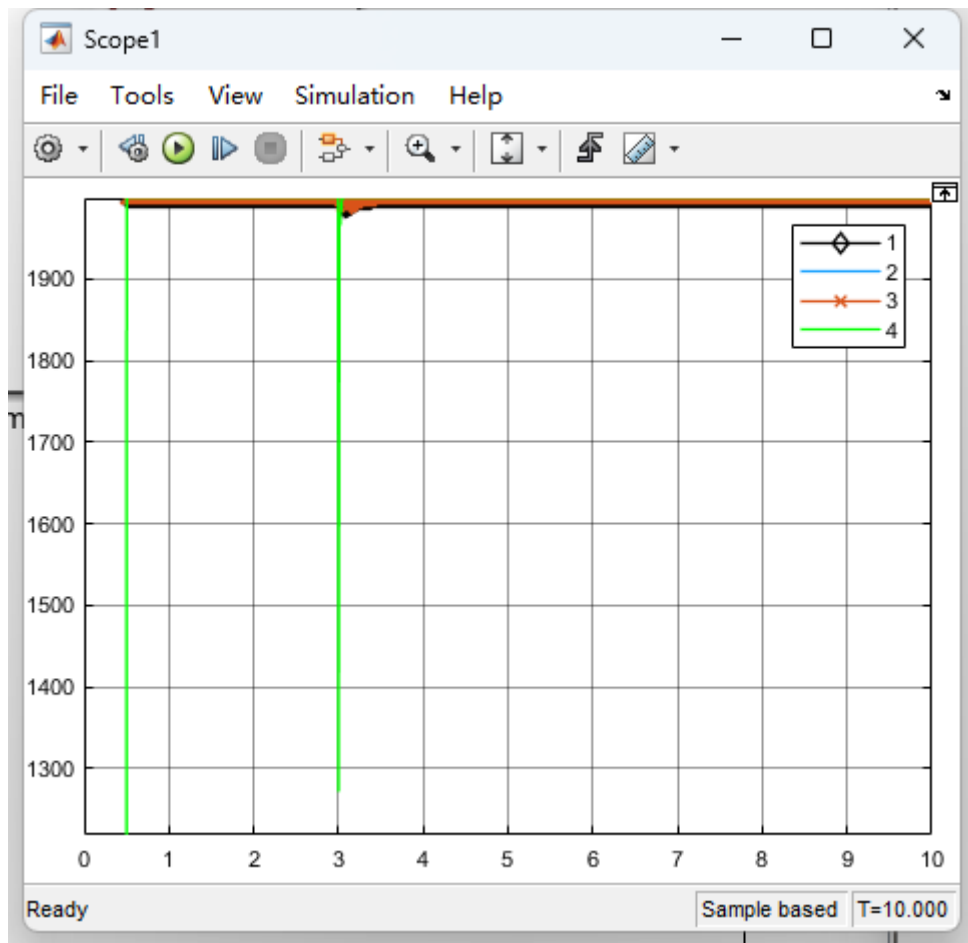 Scope1
File Tools View Simulation Help
1
2
3
4
1900
1800
1700
1600
1500
1400
1300
0 1 2 3 4 5 6 7 8 9 10
m
Ready Sample based T=10.000